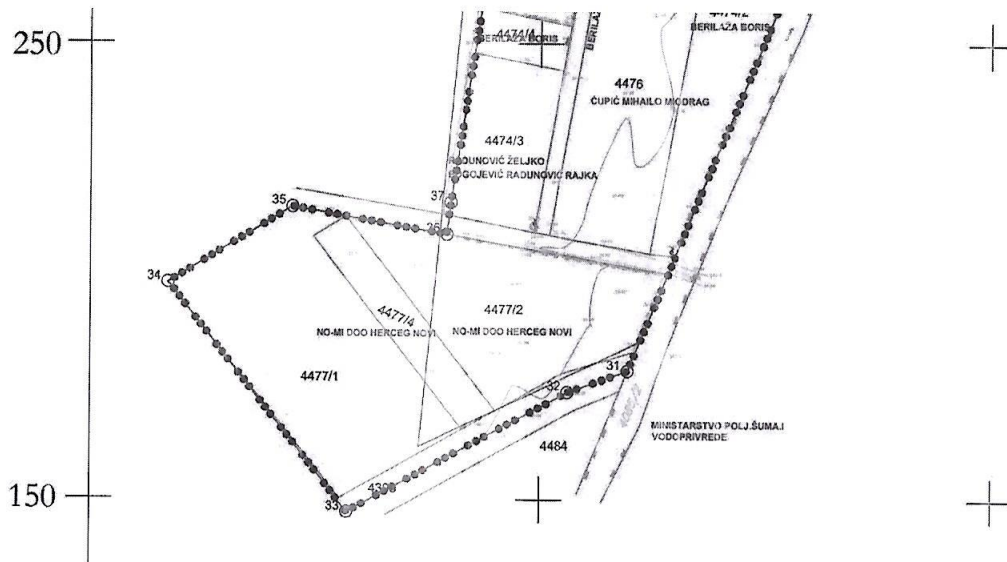 250
4474/4
BERILAŽA BORIS
4474/2
BERILAŽA BORIS
4476
ČUPIĆ MIHAILO MIODRAG
4474/3
RADUNOVIĆ ŽELJKO
BOGOJEVIĆ RADUNOVIĆ RAJKA
37
35
34
4477/4
4477/2
NO-MI DOO HERCEG NOVI
NO-MI DOO HERCEG NOVI
4477/1
31
32
MINISTARSTVO POLJ.ŠUMA.I
VODOPRIVREDE
4484
150
33